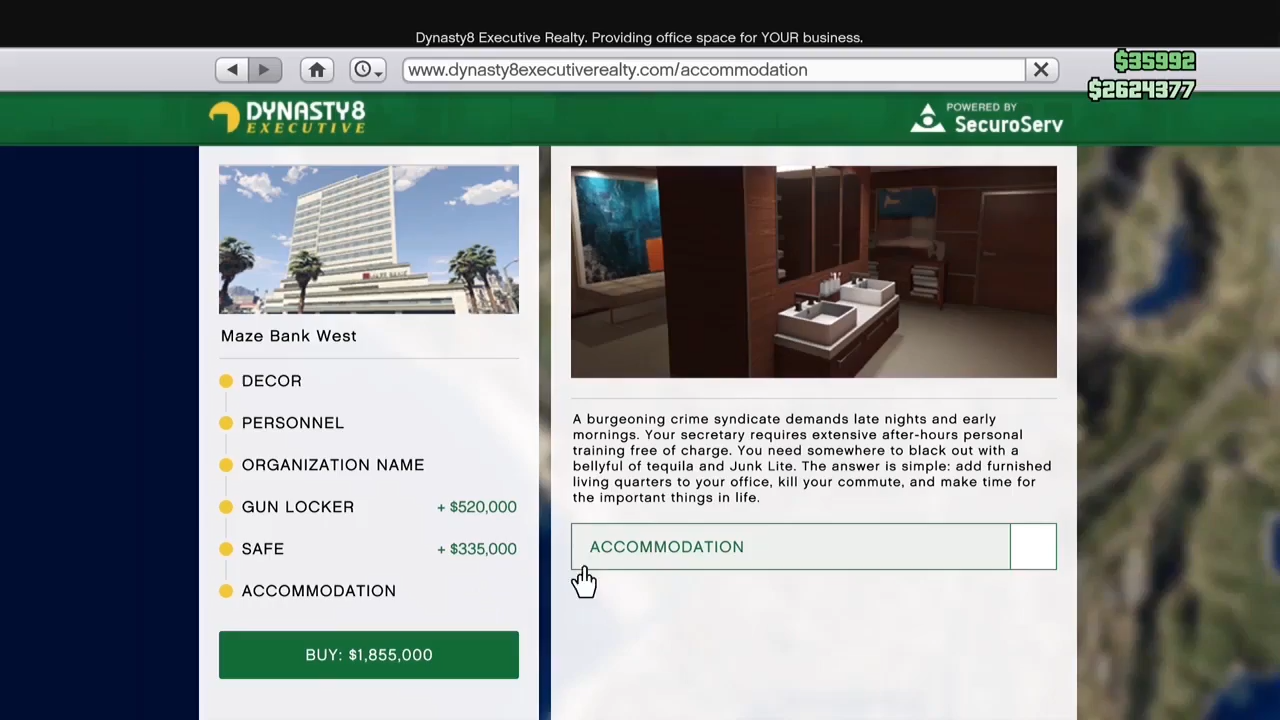 Dynasty8 Executive Realty. Providing office space for YOUR business.
www.dynasty8executiverealty.com/accommodation
$35992
$2624377
DYNASTY8
EXECUTIVE
POWERED BY
SecuroServ
MAZE BANK
Maze Bank West
DECOR
PERSONNEL
ORGANIZATION NAME
GUN LOCKER + $520,000
SAFE + $335,000
ACCOMMODATION
BUY: $1,855,000
A burgeoning crime syndicate demands late nights and early
mornings. Your secretary requires extensive after-hours personal
training free of charge. You need somewhere to black out with a
bellyful of tequila and Junk Lite. The answer is simple: add furnished
living quarters to your office, kill your commute, and make time for
the important things in life.
ACCOMMODATION